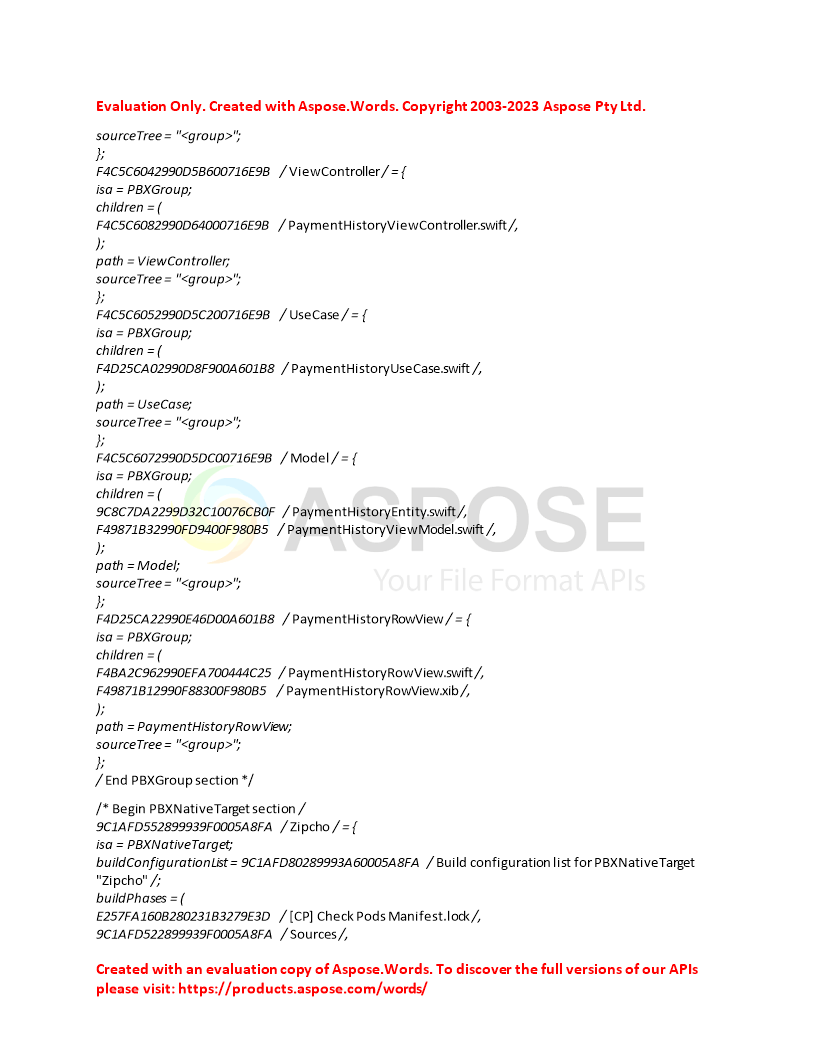 Evaluation Only. Created with Aspose.Words. Copyright 2003-2023 Aspose Pty Ltd.
sourceTree = "<group>";
};
F4C5C6042990D5B600716E9B / ViewController / = {
isa = PBXGroup;
children = (
F4C5C6082990D64000716E9B / PaymentHistoryViewController.swift /,
);
path = ViewController;
sourceTree = "<group>";
};
F4C5C6052990D5C200716E9B / UseCase / = {
isa = PBXGroup;
children = (
F4D25CA02990D8F900A601B8 / PaymentHistoryUseCase.swift /,
);
path = UseCase;
sourceTree = "<group>";
};
F4C5C6072990D5DC00716E9B / Model / = {
isa = PBXGroup;
children = (
9C8C7DA2299D32C10076CB0F / PaymentHistoryEntity.swift /,
F49871B32990FD9400F980B5 / PaymentHistoryViewModel.swift /,
);
path = Model;
sourceTree = "<group>";
};
F4D25CA22990E46D00A601B8 / PaymentHistoryRowView / = {
isa = PBXGroup;
children = (
F4BA2C962990EFA700444C25 / PaymentHistoryRowView.swift /,
F49871B12990F88300F980B5 / PaymentHistoryRowView.xib /,
);
path = PaymentHistoryRowView;
sourceTree = "<group>";
};
/ End PBXGroup section */
/* Begin PBXNativeTarget section /
9C1AFD552899939F0005A8FA / Zipcho / = {
isa = PBXNativeTarget;
buildConfigurationList = 9C1AFD80289993A60005A8FA / Build configuration list for PBXNativeTarget
"Zipcho" /;
buildPhases = (
E257FA160B280231B3279E3D / [CP] Check Pods Manifest.lock /,
9C1AFD522899939F0005A8FA / Sources /,
ASPOSE
Your File Format APIs
Created with an evaluation copy of Aspose.Words. To discover the full versions of our APIs
please visit: https://products.aspose.com/words/